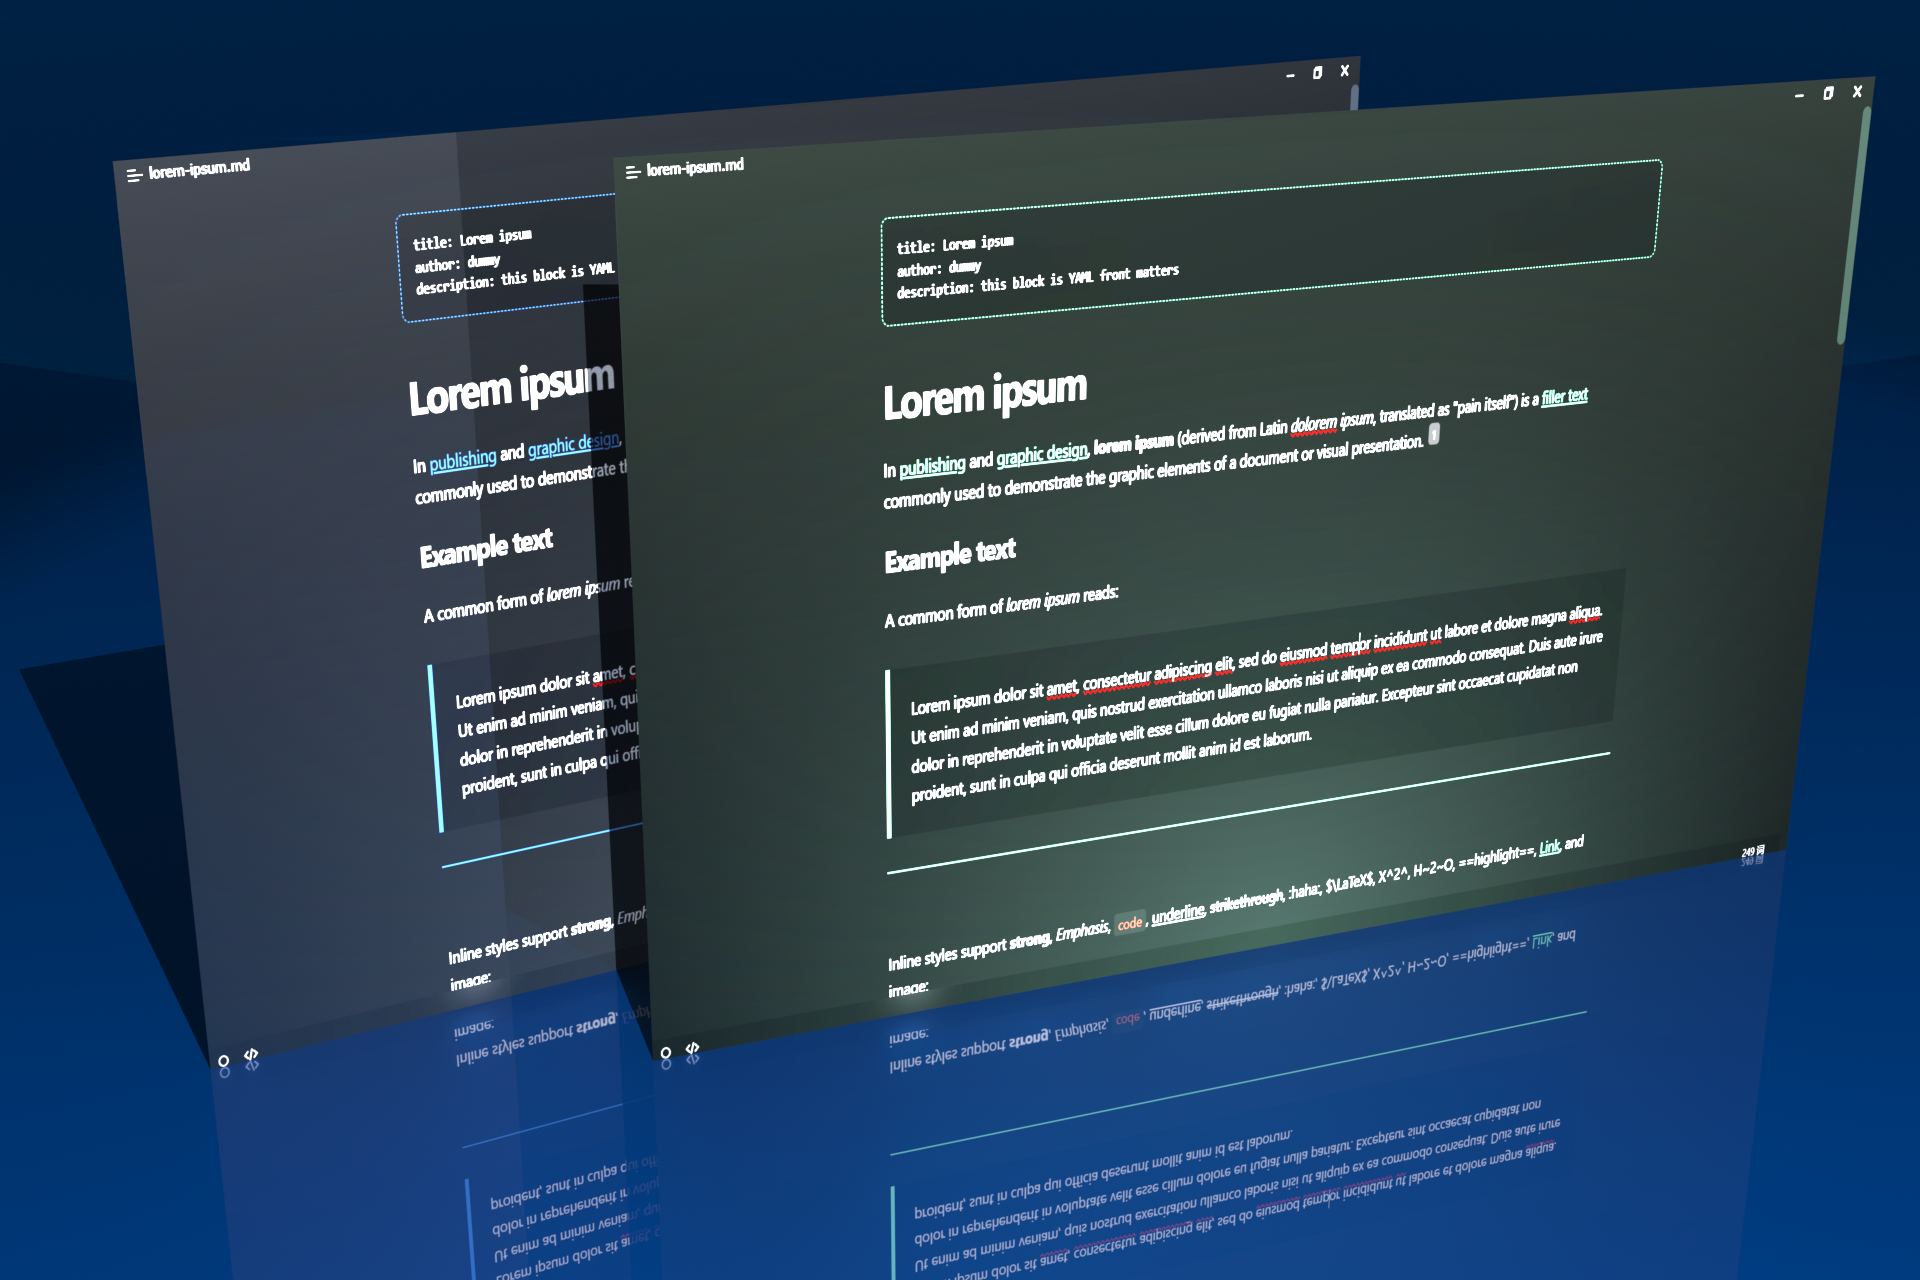 lorem-ipsum.md
title: Lorem ipsum
author: dummy
description: this block is YAML
Lorem ipsum
In publishing and graphic design,
commonly used to demonstrate th
Example text
A common form of lorem ipsum re
Lorem ipsum dolor sit amet, c
Ut enim ad minim veniam, qui
dolor in reprehenderit in volup
proident, sunt in culpa qui offi
Inline styles support strong, Emph
image:
lorem-ipsum.md
title: Lorem ipsum
author: dummy
description: this block is YAML front matters
Lorem ipsum
In publishing and graphic design, lorem ipsum (derived from Latin dolorem ipsum, translated as "pain itself") is a filler text
commonly used to demonstrate the graphic elements of a document or visual presentation. 1
Example text
A common form of lorem ipsum reads:
Lorem ipsum dolor sit amet, consectetur adipiscing elit, sed do eiusmod tempor incididunt ut labore et dolore magna aliqua.
Ut enim ad minim veniam, quis nostrud exercitation ullamco laboris nisi ut aliquip ex ea commodo consequat. Duis aute irure
dolor in reprehenderit in voluptate velit esse cillum dolore eu fugiat nulla pariatur. Excepteur sint occaecat cupidatat non
proident, sunt in culpa qui officia deserunt mollit anim id est laborum.
Inline styles support strong, Emphasis, code, underline, strikethrough, :haha:, $\LaTeX$, X^2^, H~2~O, ==highlight==, Link, and
image:
249 词